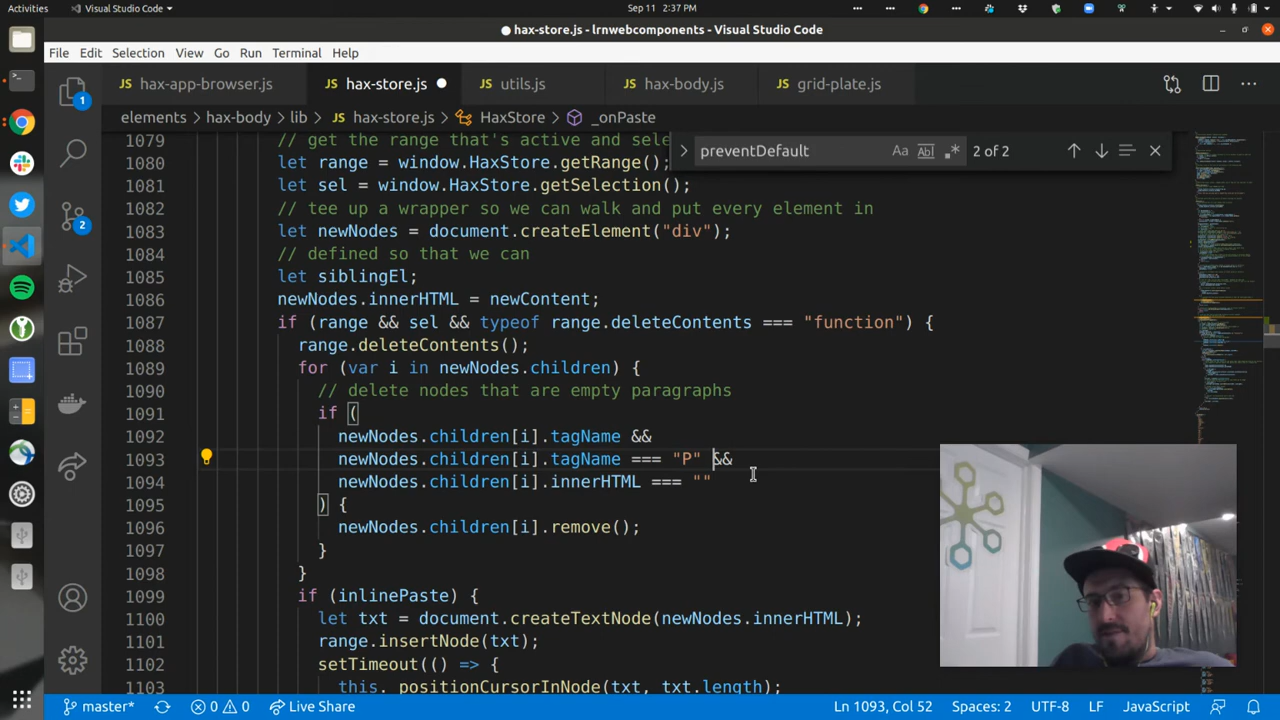 Activities
Visual Studio Code
Sep 11 2:37 PM
hax-store.js - lrnwebcomponents - Visual Studio Code
File Edit Selection View Go Run Terminal Help
JS hax-app-browser.js JS hax-store.js JS utils.js JS hax-body.js JS grid-plate.js
elements > hax-body > lib > JS hax-store.js > HaxStore > _onPaste
preventDefault Aa Abl .* 2 of 2
1079 // get the range that's active and sele
1080 let range = window.HaxStore.getRange();
1081 let sel = window.HaxStore.getSelection();
1082 // tee up a wrapper so we can walk and put every element in
1083 let newNodes = document.createElement("div");
1084 // defined so that we can
1085 let siblingEl;
1086 newNodes.innerHTML = newContent;
1087 if (range && sel && typeof range.deleteContents === "function") {
1088 range.deleteContents();
1089 for (var i in newNodes.children) {
1090 // delete nodes that are empty paragraphs
1091 if (
1092 newNodes.children[i].tagName &&
1093 newNodes.children[i].tagName === "P" &&
1094 newNodes.children[i].innerHTML === ""
1095 ) {
1096 newNodes.children[i].remove();
1097 }
1098 }
1099 if (inlinePaste) {
1100 let txt = document.createTextNode(newNodes.innerHTML);
1101 range.insertNode(txt);
1102 setTimeout(() => {
1103 this._positionCursorInNode(txt, txt.length);
1
2
master* 0 0 Live Share Ln 1093, Col 52 Spaces: 2 UTF-8 LF JavaScript